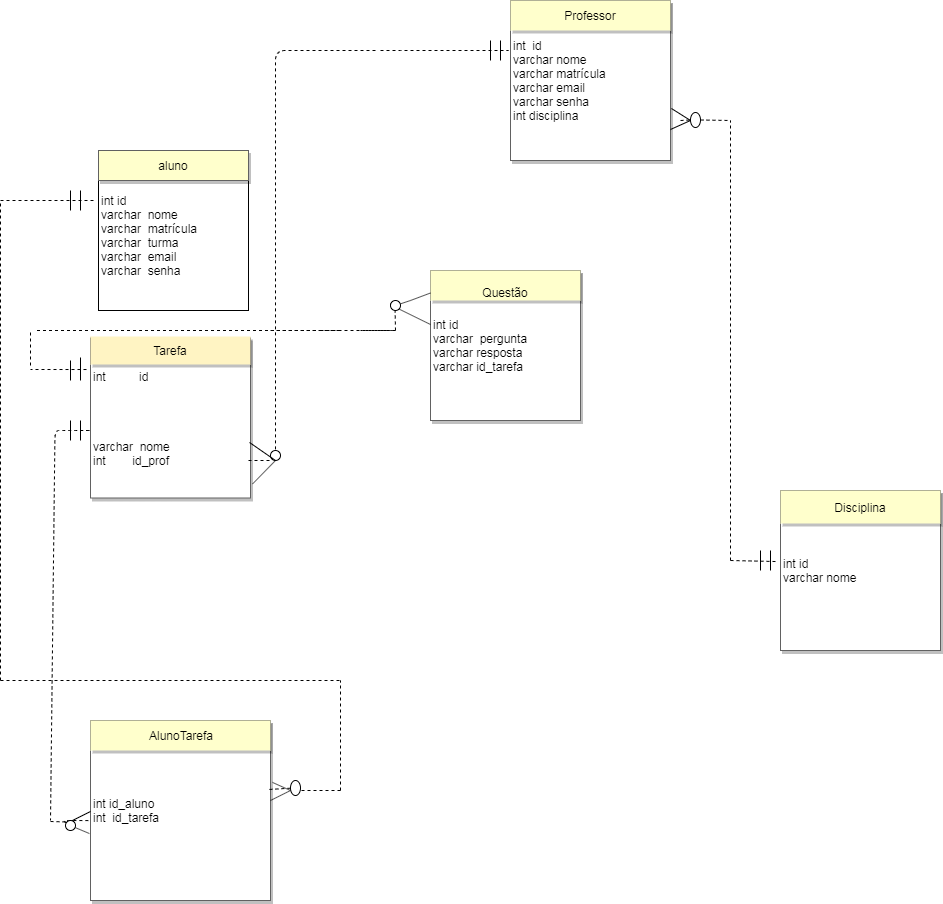 Professor
int id
varchar nome
varchar matrícula
varchar email
varchar senha
int disciplina
aluno
int id
varchar nome
varchar matrícula
varchar turma
varchar email
varchar senha
Questão
int id
varchar pergunta
varchar resposta
varchar id_tarefa
Tarefa
int id
varchar nome
int id_prof
Disciplina
int id
varchar nome
AlunoTarefa
int id_aluno
int id_tarefa